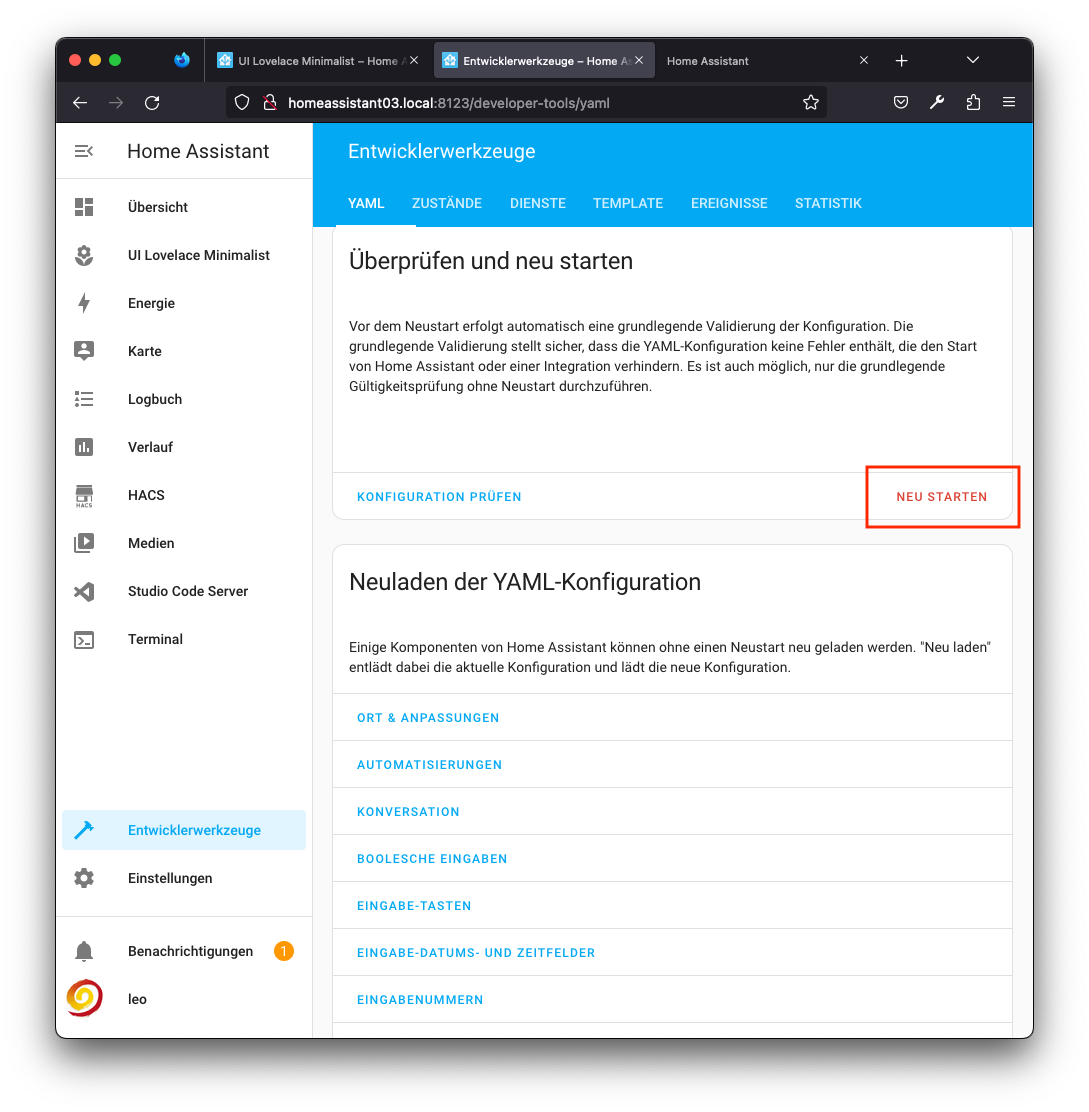 UI Lovelace Minimalist – Home A
Entwicklerwerkzeuge – Home As
Home Assistant
homeassistant03.local:8123/developer-tools/yaml
Home Assistant
Entwicklerwerkzeuge
YAML ZUSTÄNDE DIENSTE TEMPLATE EREIGNISSE STATISTIK
Übersicht
UI Lovelace Minimalist
Energie
Karte
Logbuch
Verlauf
HACS
HACS
Medien
Studio Code Server
Terminal
Entwicklerwerkzeuge
Einstellungen
Benachrichtigungen 1
leo
Überprüfen und neu starten
Vor dem Neustart erfolgt automatisch eine grundlegende Validierung der Konfiguration. Die
grundlegende Validierung stellt sicher, dass die YAML-Konfiguration keine Fehler enthält, die den Start
von Home Assistant oder einer Integration verhindern. Es ist auch möglich, nur die grundlegende
Gültigkeitsprüfung ohne Neustart durchzuführen.
KONFIGURATION PRÜFEN
NEU STARTEN
Neuladen der YAML-Konfiguration
Einige Komponenten von Home Assistant können ohne einen Neustart neu geladen werden. "Neu laden"
entlädt dabei die aktuelle Konfiguration und lädt die neue Konfiguration.
ORT & ANPASSUNGEN
AUTOMATISIERUNGEN
KONVERSATION
BOOLESCHE EINGABEN
EINGABE-TASTEN
EINGABE-DATUMS- UND ZEITFELDER
EINGABENUMMERN